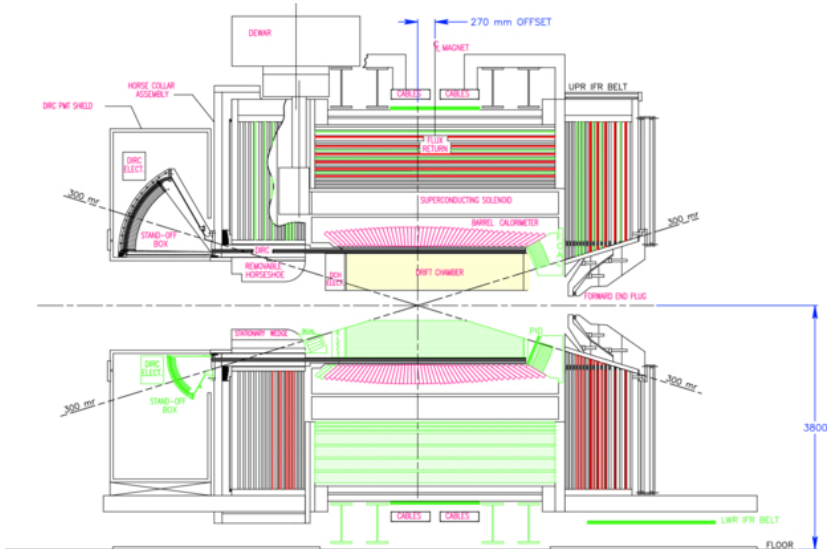 270 mm OFFSET
DEWAR
℄ MAGNET
HORSE COLLAR
ASSEMBLY
CABLES
CABLES
UPR IFR BELT
DIRC PMT SHIELD
FLUX
RETURN
DIRC
ELECT.
300 mr
SUPERCONDUCTING SOLENOID
300 mr
BARREL CALORIMETER
STAND-OFF
BOX
DIRC
REMOVABLE
HORSESHOE
DCH
ELECT.
DRIFT CHAMBER
FORWARD END PLUG
STATIONARY WEDGE
PID
DIRC
ELECT.
300 mr
STAND-OFF
BOX
300 mr
3800
CABLES
CABLES
LWR IFR BELT
FLOOR